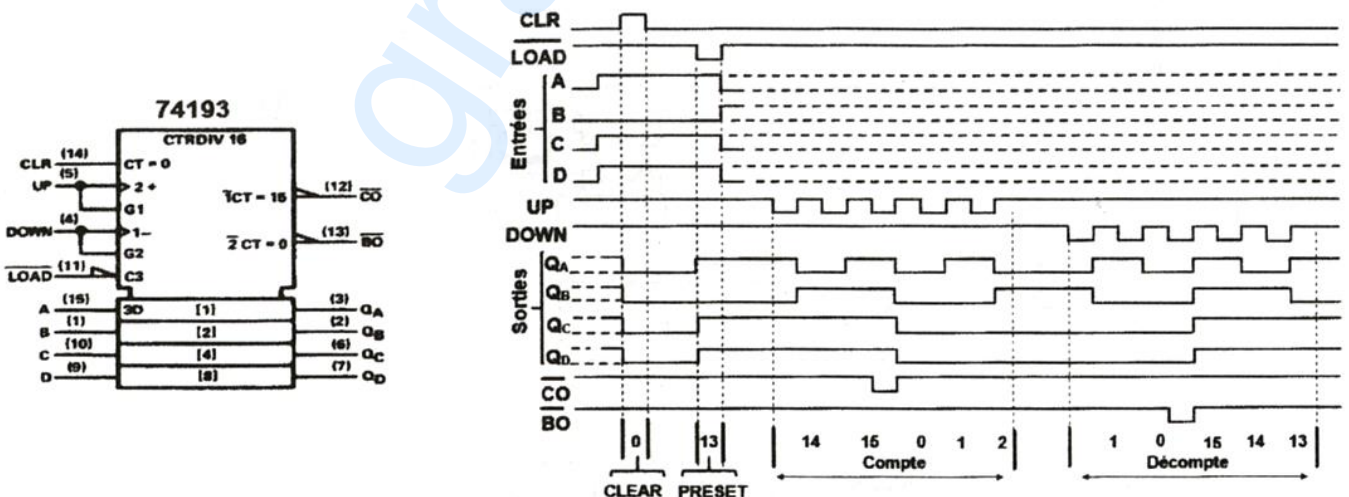 74193
CTRDIV 16
CLR (14) CT = 0
UP (5) 2 +
G1
DOWN (4) 1–
G2
LOAD (11) C3
1CT = 15 (12) CO
2 CT = 0 (13) BO
A (15) 3D [1] (3) QA
B (1) [2] (2) QB
C (10) [4] (6) QC
D (9) [8] (7) QD
CLR
LOAD
Entrées
A
B
C
D
UP
DOWN
Sorties
QA
QB
QC
QD
CO
BO
0 13 14 15 0 1 2 1 0 15 14 13
Compte Décompte
CLEAR PRESET